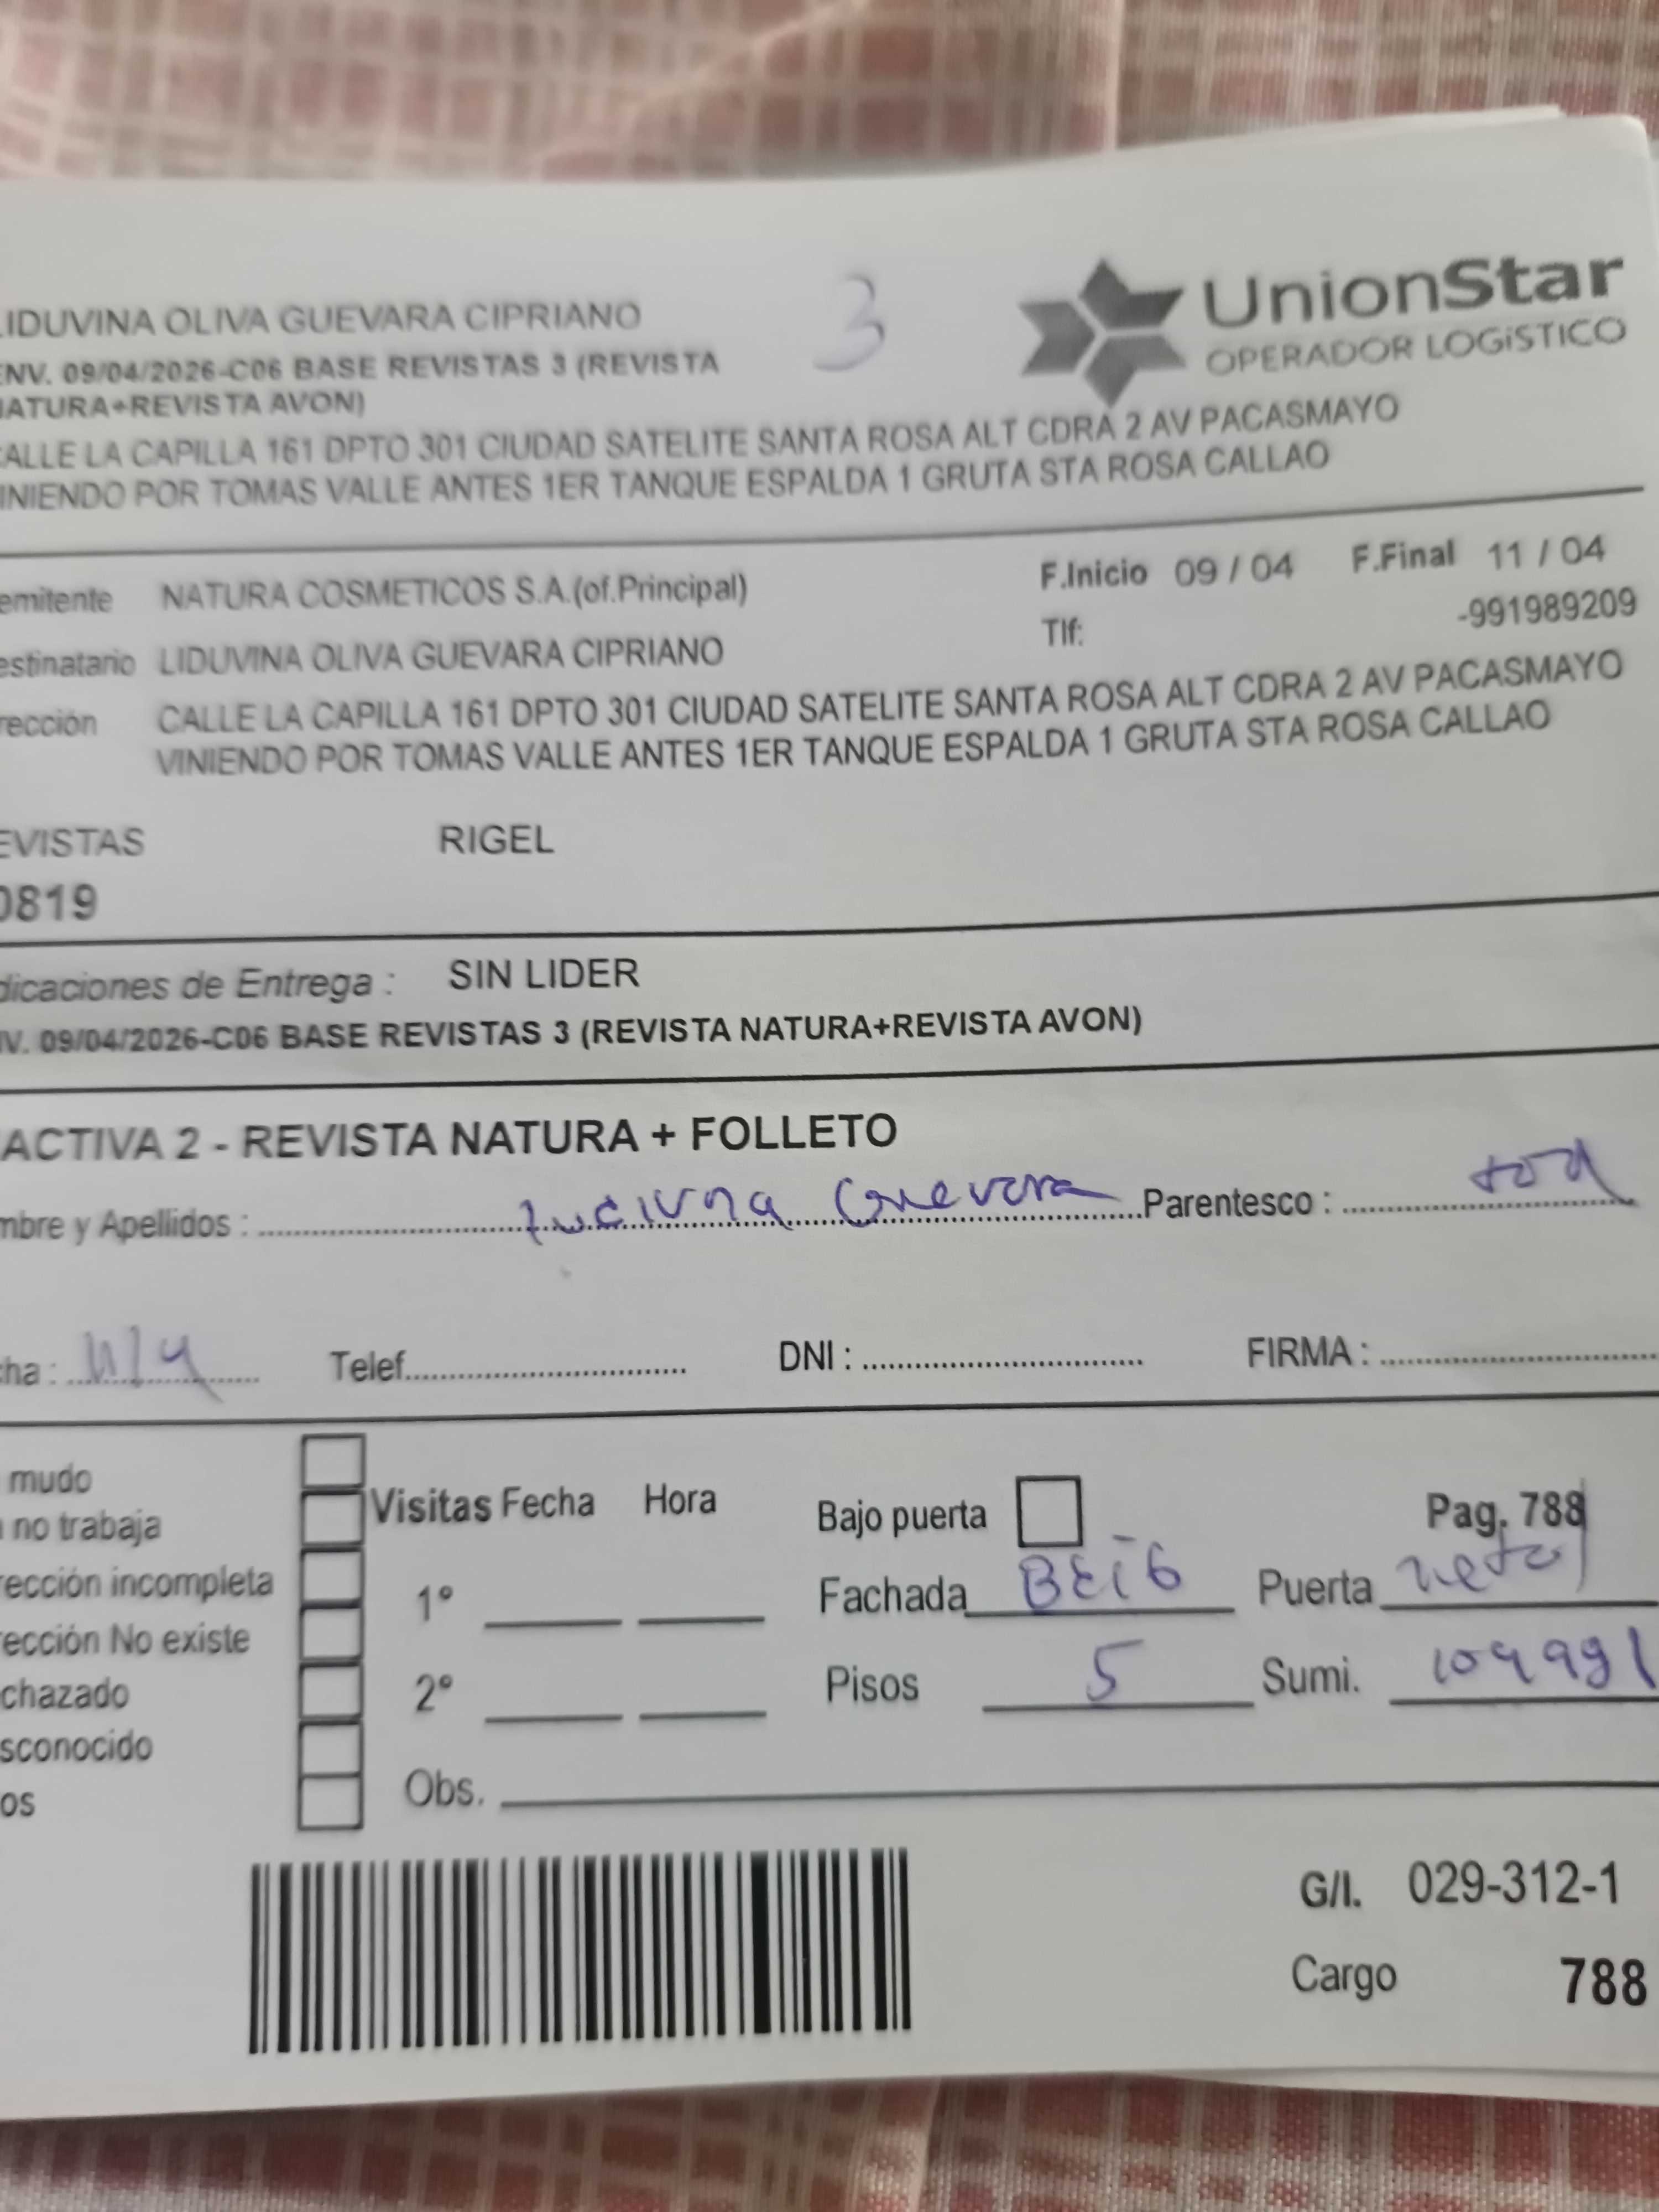 LIDUVINA OLIVA GUEVARA CIPRIANO
3
UnionStar
OPERADOR LOGíSTICO
ENV. 09/04/2026-C06 BASE REVISTAS 3 (REVISTA
NATURA+REVISTA AVON)
CALLE LA CAPILLA 161 DPTO 301 CIUDAD SATELITE SANTA ROSA ALT CDRA 2 AV PACASMAYO
INIENDO POR TOMAS VALLE ANTES 1ER TANQUE ESPALDA 1 GRUTA STA ROSA CALLAO
emitente NATURA COSMETICOS S.A.(of.Principal) F.Inicio 09 / 04 F.Final 11 / 04
Tlf: -991989209
estinatario LIDUVINA OLIVA GUEVARA CIPRIANO
rección CALLE LA CAPILLA 161 DPTO 301 CIUDAD SATELITE SANTA ROSA ALT CDRA 2 AV PACASMAYO
VINIENDO POR TOMAS VALLE ANTES 1ER TANQUE ESPALDA 1 GRUTA STA ROSA CALLAO
EVISTAS RIGEL
0819
dicaciones de Entrega : SIN LIDER
NV. 09/04/2026-C06 BASE REVISTAS 3 (REVISTA NATURA+REVISTA AVON)
ACTIVA 2 - REVISTA NATURA + FOLLETO
mbre y Apellidos : Guevara Parentesco :
cha : 11/4 Telef. DNI : FIRMA :
mudo
no trabaja
rección incompleta
rección No existe
chazado
sconocido
os
Visitas Fecha Hora
1°
2°
Obs.
Bajo puerta Pag. 788
Fachada BEiG Puerta
Pisos 5 Sumi.
G/I. 029-312-1
Cargo 788